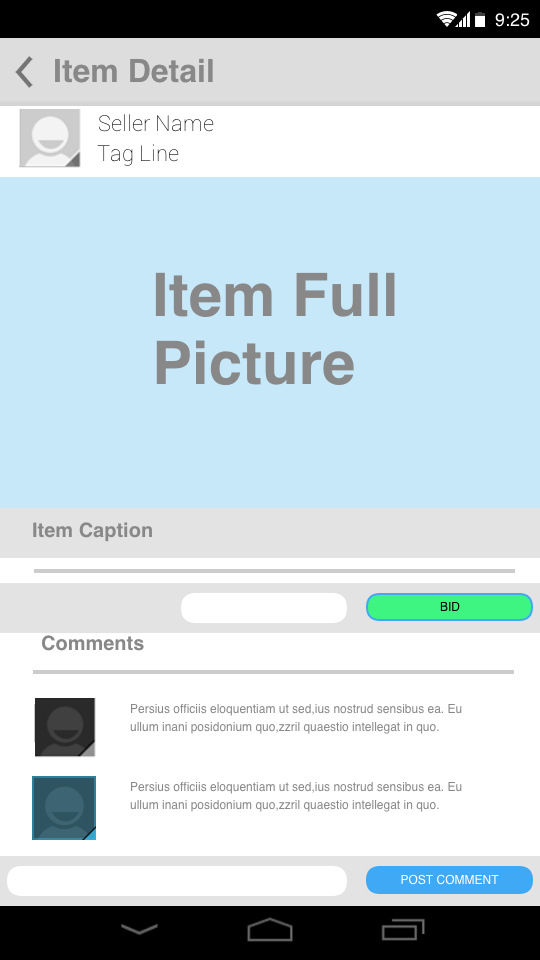 9:25
Item Detail
Seller Name
Tag Line
Item Full
Picture
Item Caption
BID
Comments
Persius officiis eloquentiam ut sed,ius nostrud sensibus ea. Eu
ullum inani posidonium quo,zzril quaestio intellegat in quo.
Persius officiis eloquentiam ut sed,ius nostrud sensibus ea. Eu
ullum inani posidonium quo,zzril quaestio intellegat in quo.
POST COMMENT